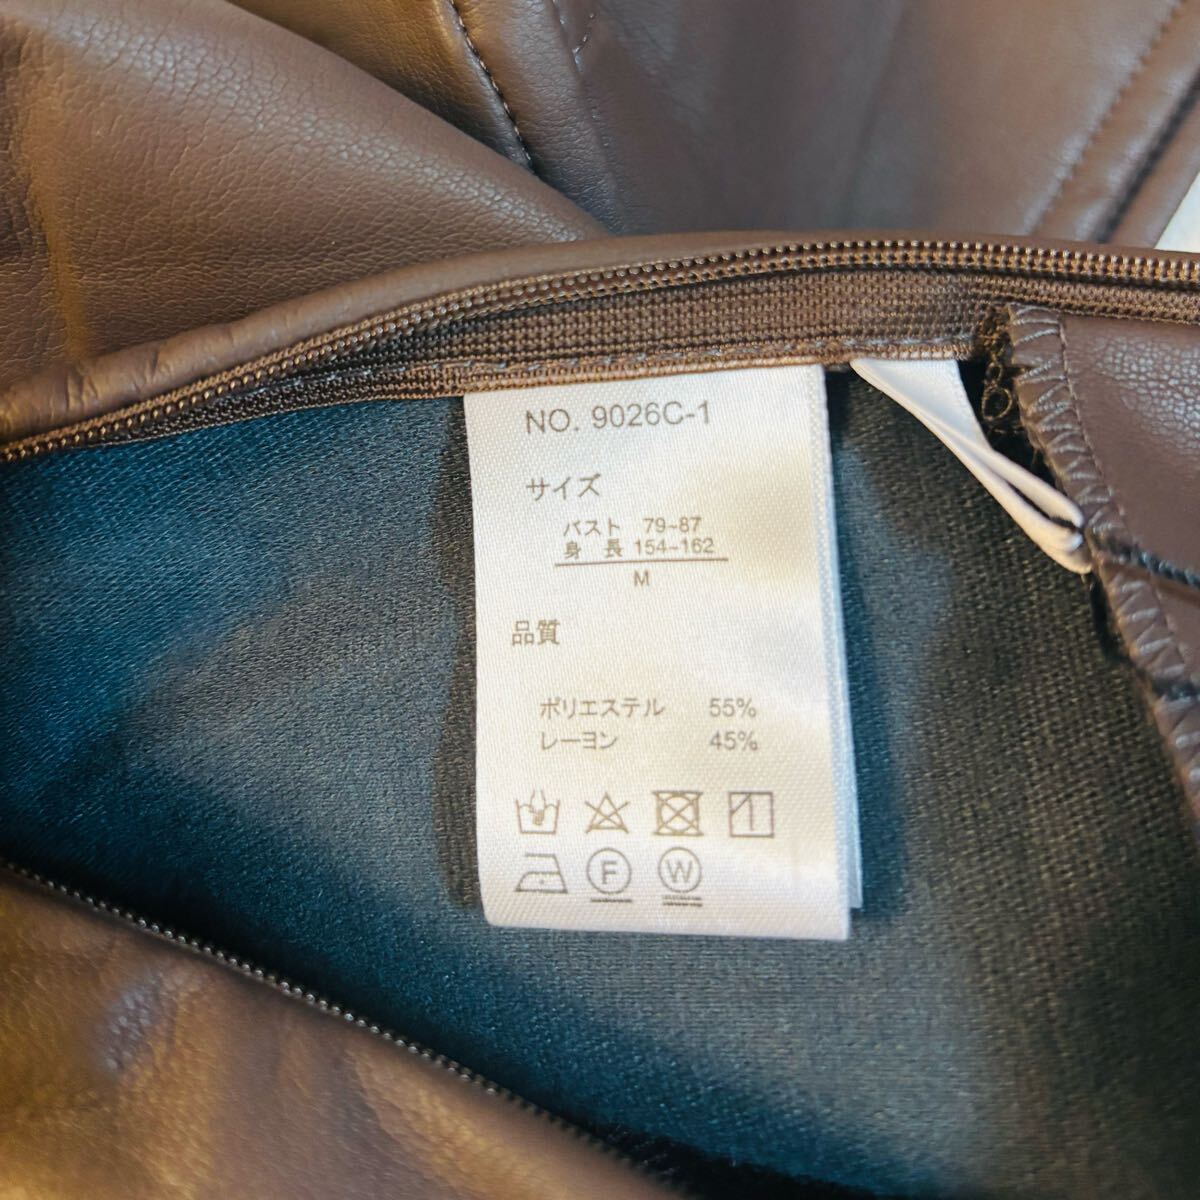 NO. 9026C-1
サイズ
バスト 79~87
身 長 154~162
M
品質
ポリエステル 55%
レーヨン 45%
F
W